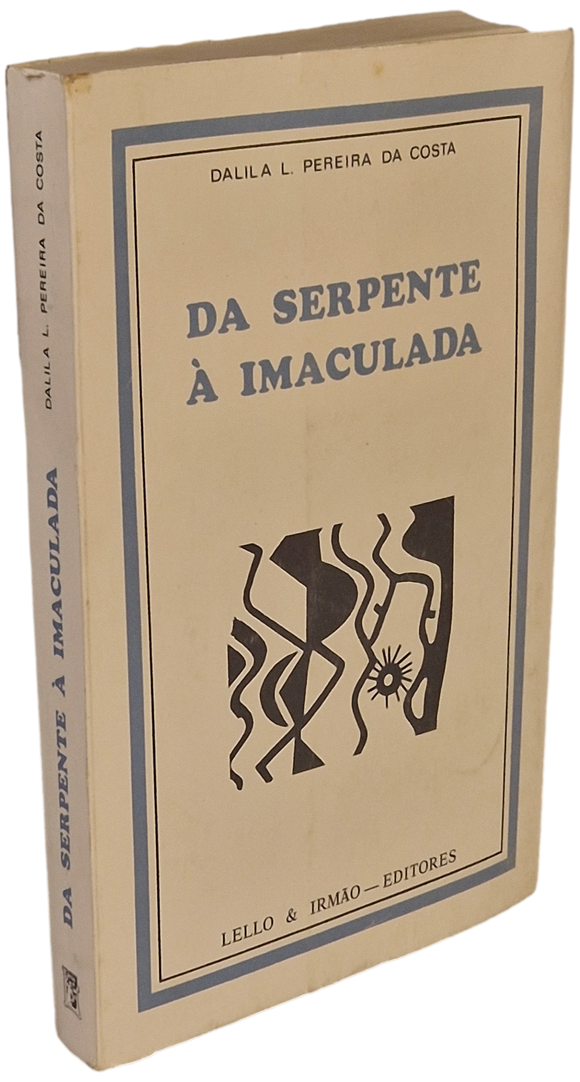 DALILA L. PEREIRA DA COSTA
DA SERPENTE
À IMACULADA
LELLO & IRMÃO — EDITORES
DA SERPENTE À IMACULADA DALILA L. PEREIRA DA COSTA